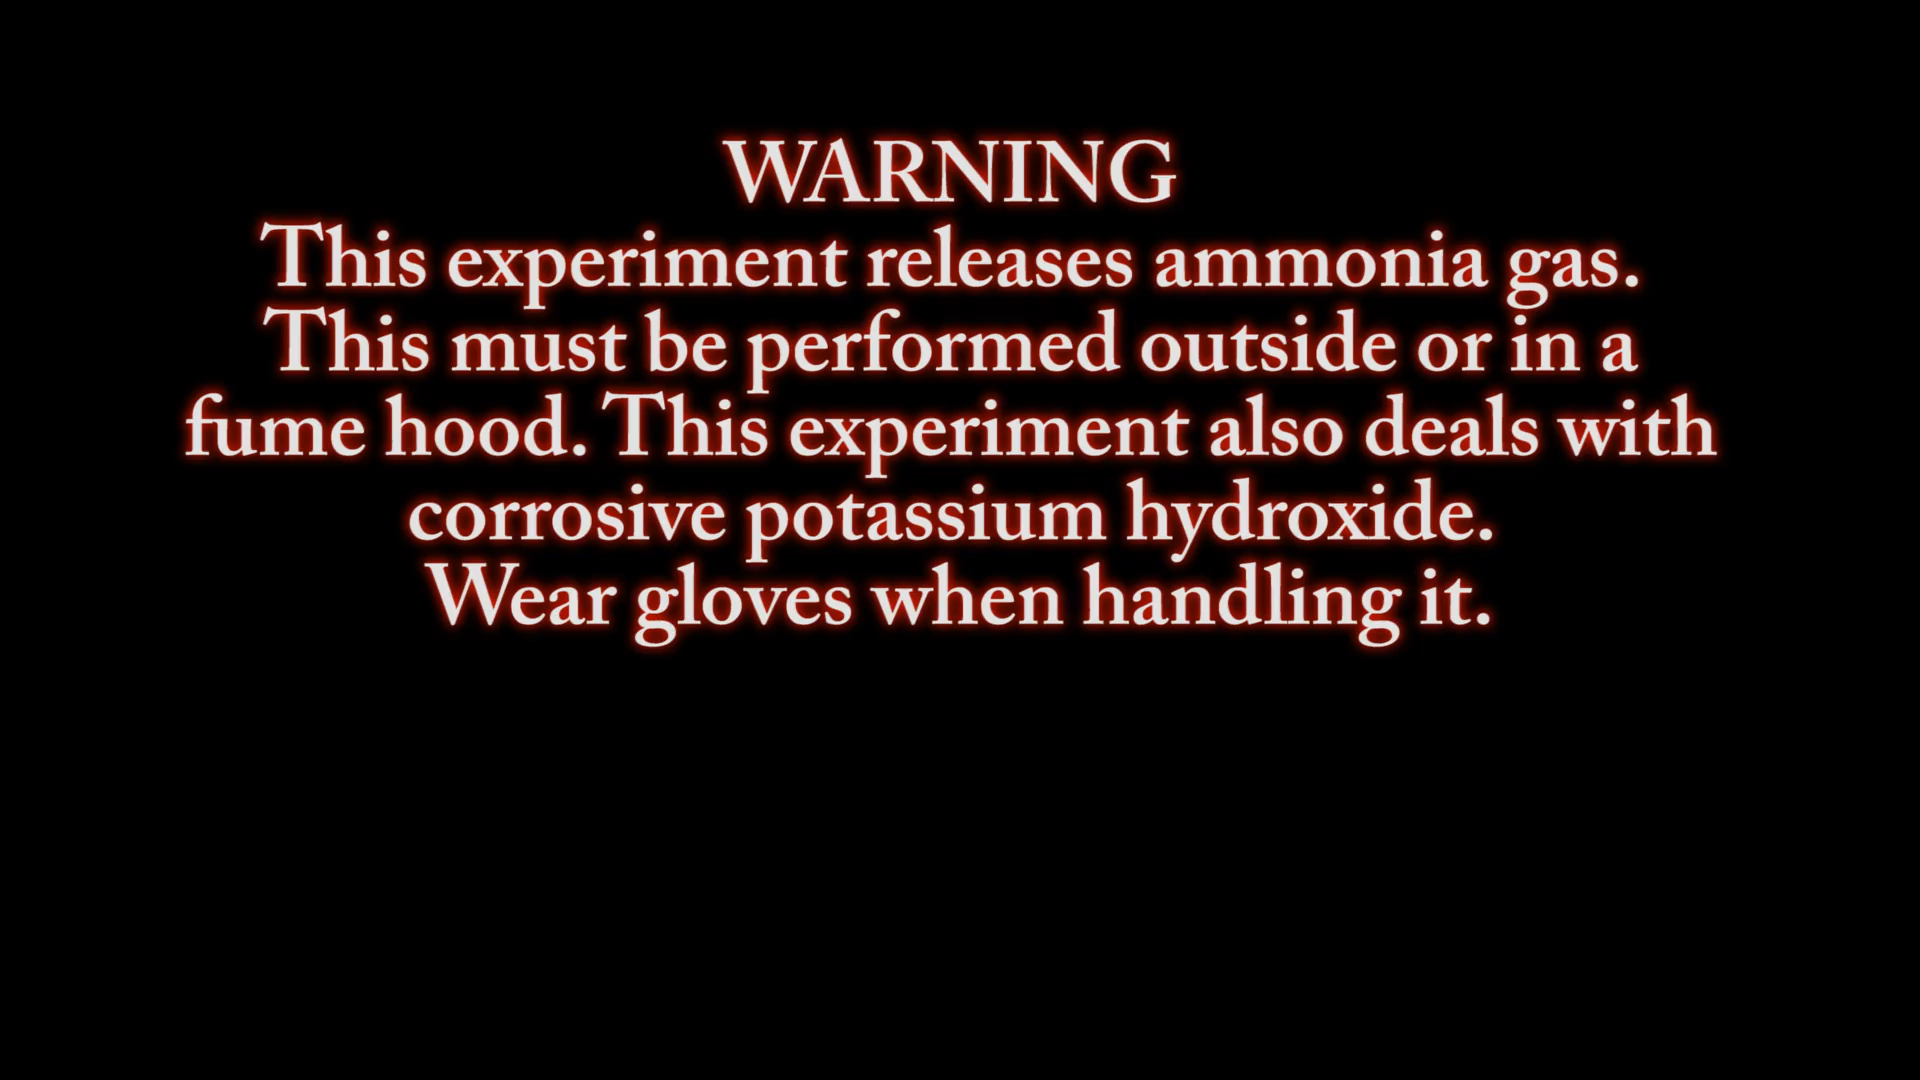 WARNING
This experiment releases ammonia gas.
This must be performed outside or in a
fume hood. This experiment also deals with
corrosive potassium hydroxide.
Wear gloves when handling it.